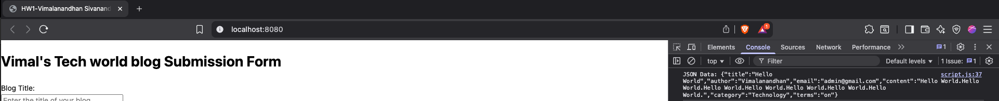 HW1-Vimalanandhan Sivanand
localhost:8080
1
Elements Console Sources Network Performance 1
top Filter Default levels 1 Issue: 1
Vimal's Tech world blog Submission Form
Blog Title:
Enter the title of your blog
JSON Data: {"title":"Hello script.js:37
World","author":"Vimalanandhan","email":"admin@gmail.com","content":"Hello World.Hello
World.Hello World.Hello World.Hello World.Hello World.Hello
World.","category":"Technology","terms":"on"}